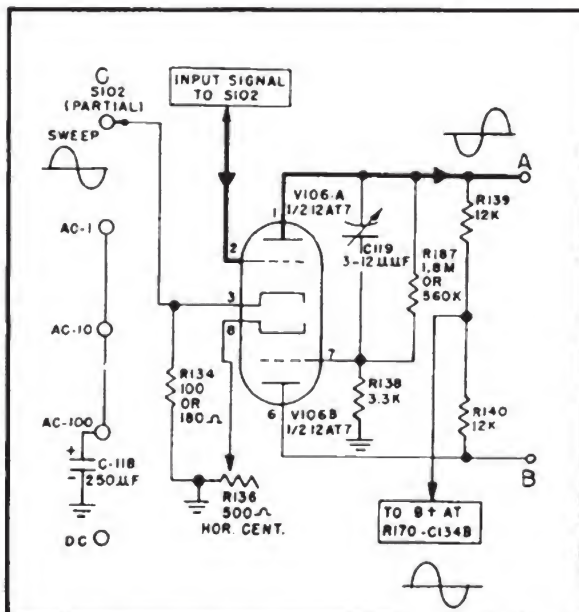 C
S102
(PARTIAL)
SWEEP
INPUT SIGNAL
TO S102
A
V106-A
1/2 12AT7
1
2
C119
3-12μμF
R139
12K
R187
1.8M
OR
560K
AC-1
3
8
7
AC-10
R134
100
OR
180Ω
R138
3.3K
R140
12K
AC-100
6
V106B
1/2 12AT7
B
+
-
C-118
250μF
R136
500Ω
HOR. CENT.
TO B+ AT
R170-C134B
DC